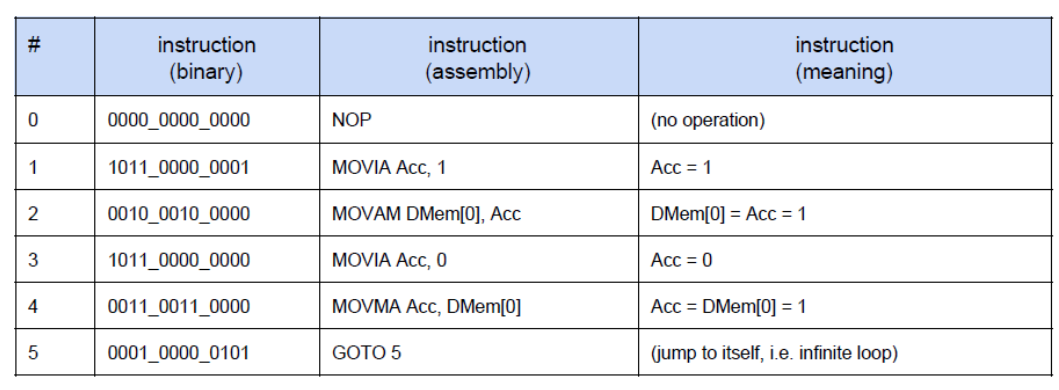 # instruction (binary) instruction (assembly) instruction (meaning)
0 0000_0000_0000 NOP (no operation)
1 1011_0000_0001 MOVIA Acc, 1 Acc = 1
2 0010_0010_0000 MOVAM DMem[0], Acc DMem[0] = Acc = 1
3 1011_0000_0000 MOVIA Acc, 0 Acc = 0
4 0011_0011_0000 MOVMA Acc, DMem[0] Acc = DMem[0] = 1
5 0001_0000_0101 GOTO 5 (jump to itself, i.e. infinite loop)